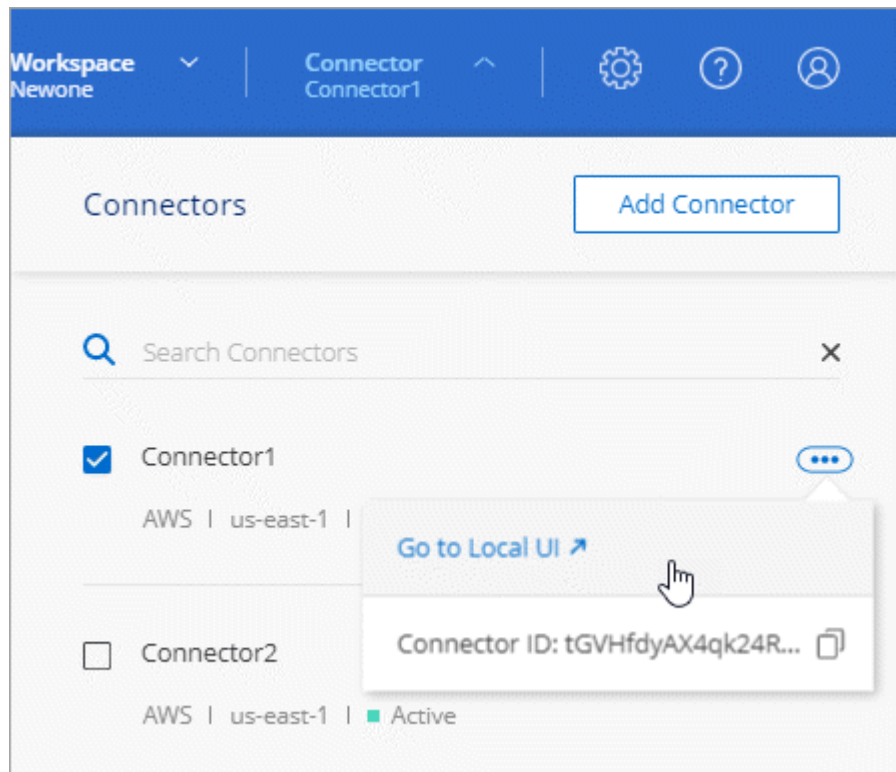 Workspace
Newone
Connector
Connector1
Connectors
Add Connector
Search Connectors
Connector1
AWS | us-east-1 |
Go to Local UI
Connector ID: tGVHfdyAX4qk24R...
Connector2
AWS | us-east-1 | Active